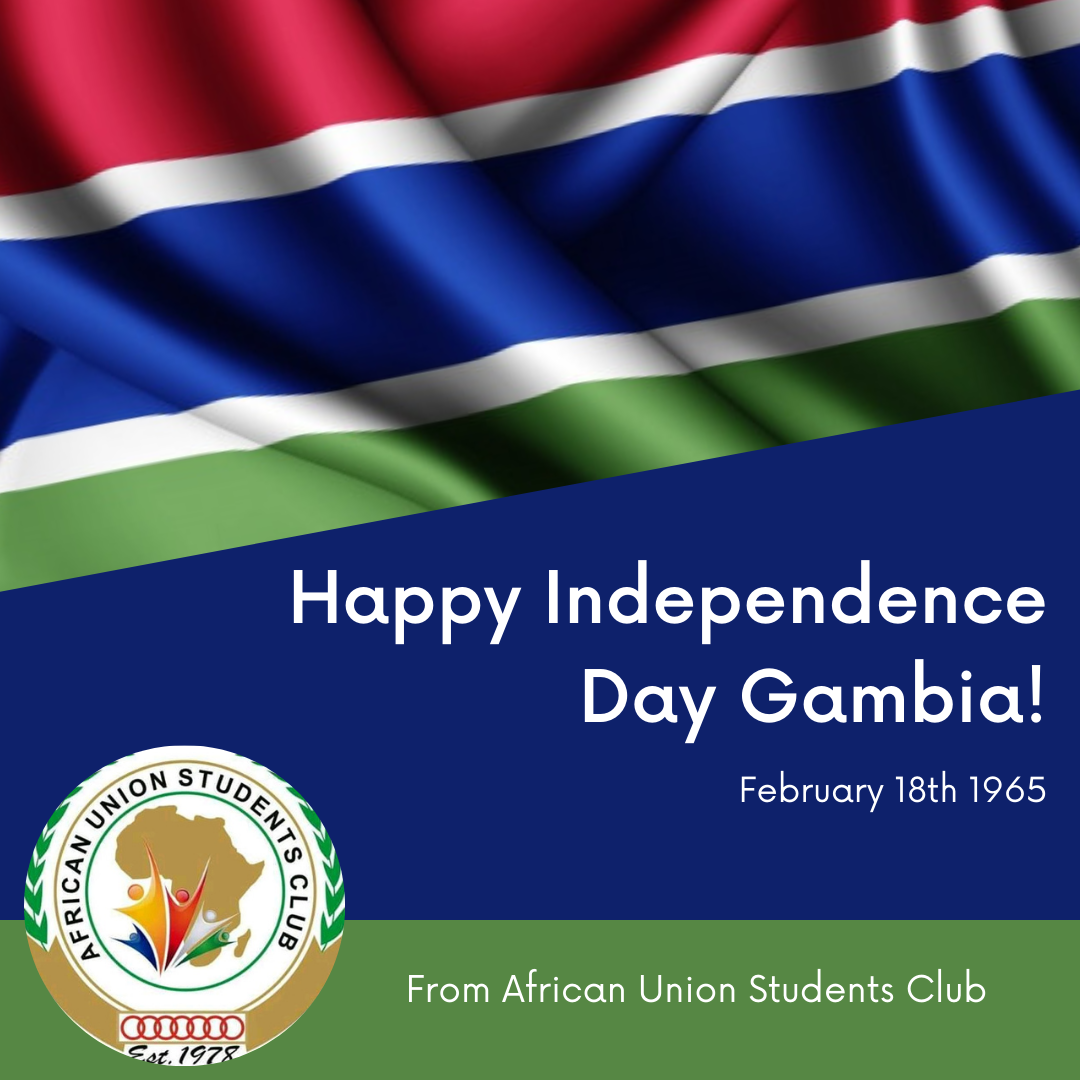 Happy Independence
Day Gambia!
February 18th 1965
AFRICAN UNION STUDENTS CLUB
Est. 1978
From African Union Students Club